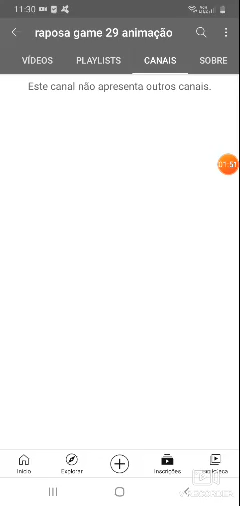 11:30
raposa game 29 animação
VÍDEOS PLAYLISTS CANAIS SOBRE
Este canal não apresenta outros canais.
01:51
Início Explorar Inscrições Biblioteca